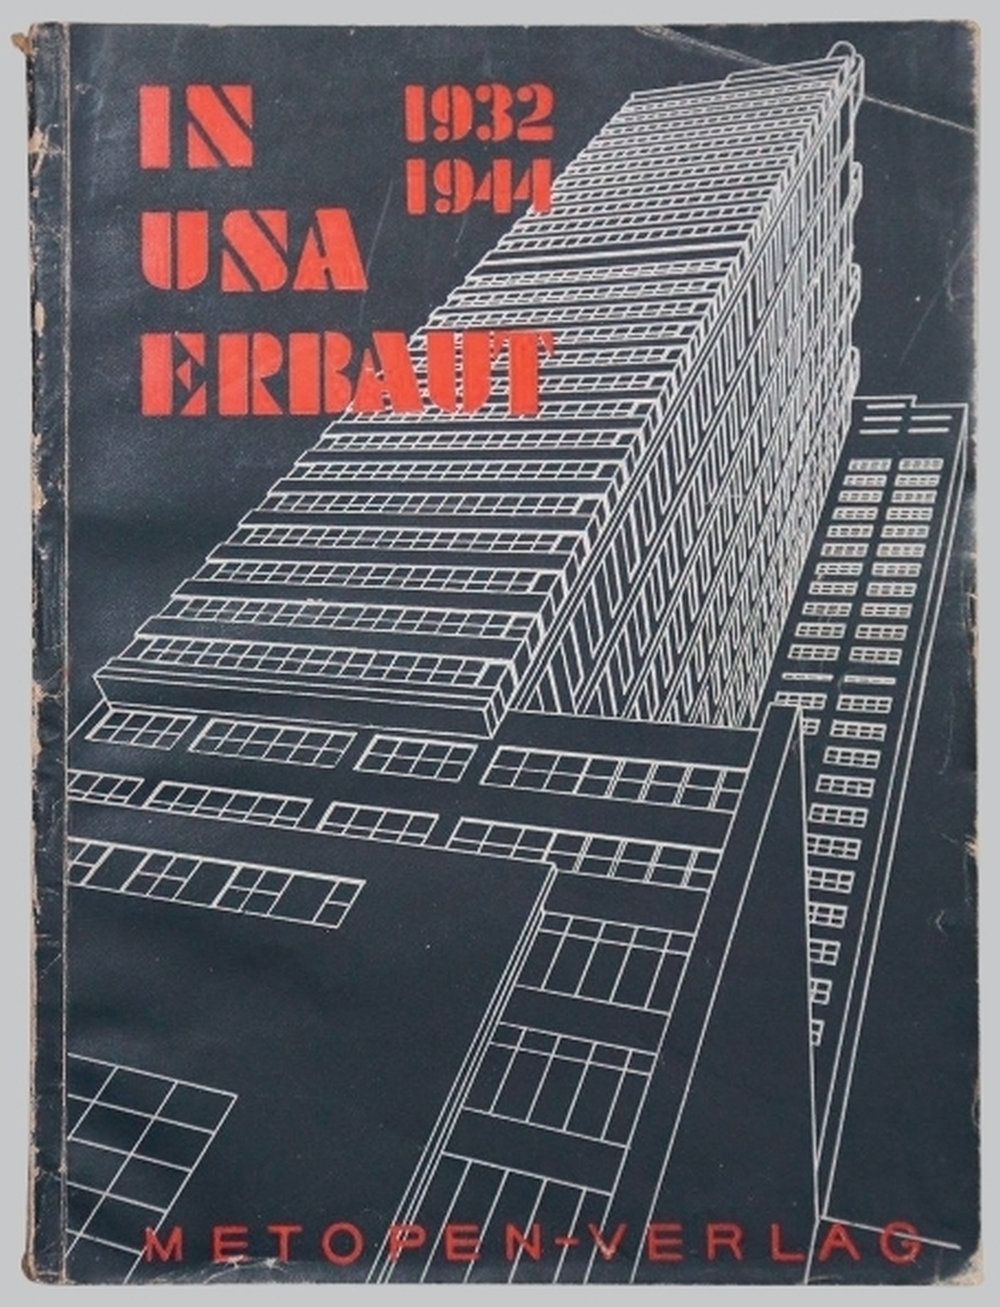 IN
USA
ERBAUT
1932
1944
METOPEN-VERLAG